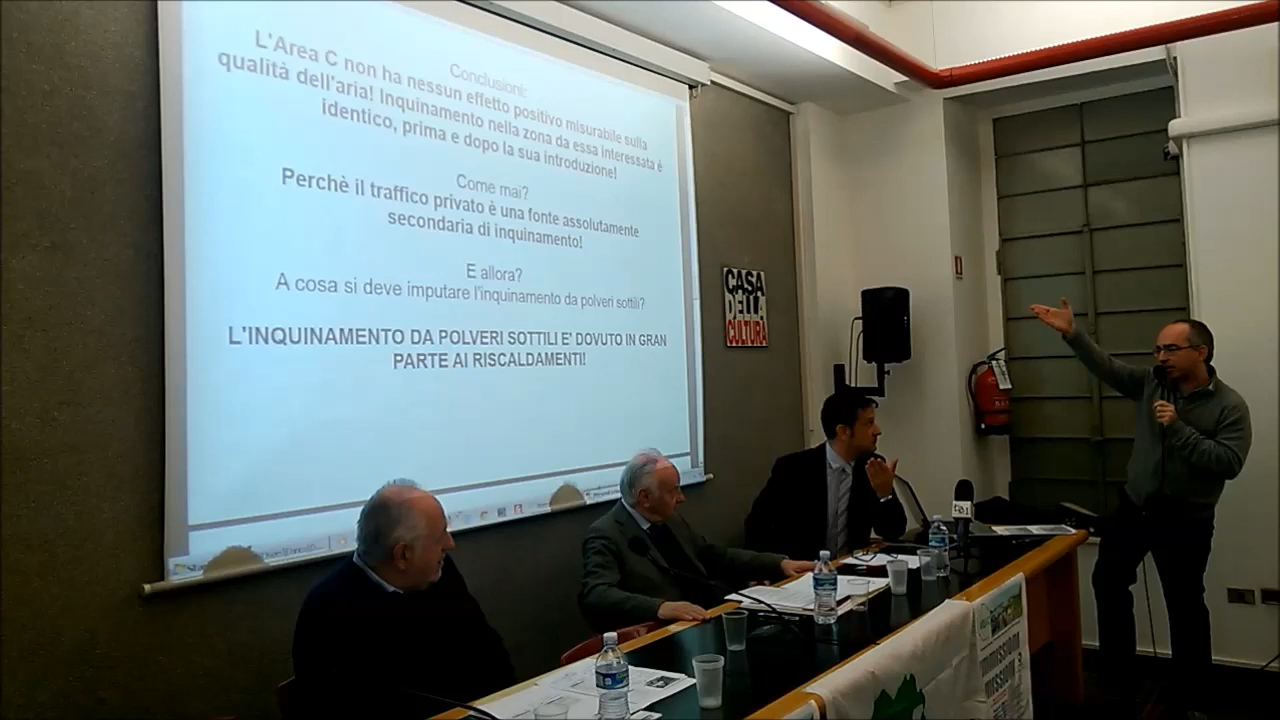 Conclusioni:
L'Area C non ha nessun effetto positivo misurabile sulla
qualità dell'aria! Inquinamento nella zona da essa interessata è
identico, prima e dopo la sua introduzione!
Come mai?
Perchè il traffico privato è una fonte assolutamente
secondaria di inquinamento!
E allora?
A cosa si deve imputare l'inquinamento da polveri sottili?
L'INQUINAMENTO DA POLVERI SOTTILI E' DOVUTO IN GRAN
PARTE AI RISCALDAMENTI!
CASA
DELLA
CULTURA